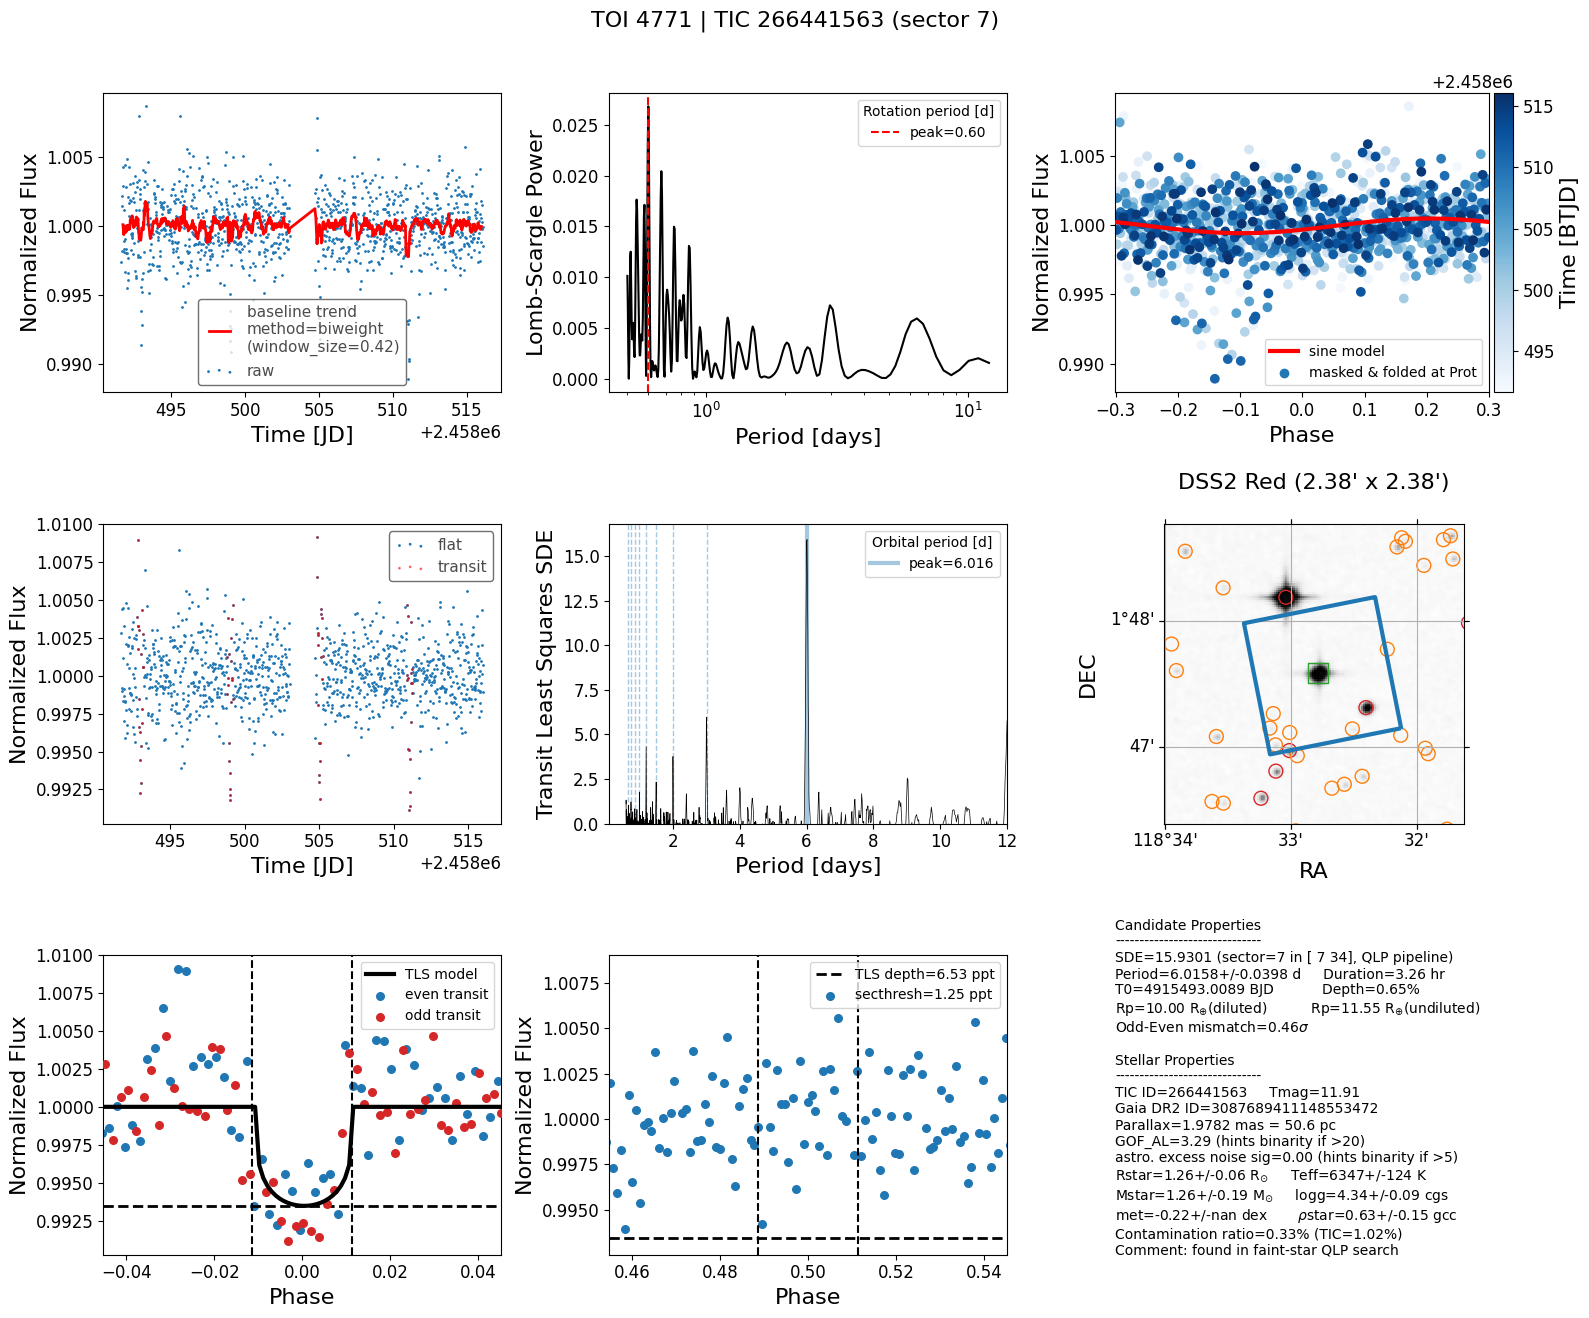 TOI 4771 | TIC 266441563 (sector 7)
Normalized Flux
1.005
1.000
0.995
0.990
baseline trend
method=biweight
(window_size=0.42)
raw
495
500
505
510
515
Time [JD]
+2.458e6
Lomb-Scargle Power
0.025
0.020
0.015
0.010
0.005
0.000
Rotation period [d]
peak=0.60
10⁰
10¹
Period [days]
Normalized Flux
1.005
1.000
0.995
0.990
sine model
masked & folded at Prot
−0.3
−0.2
−0.1
0.0
0.1
0.2
0.3
Phase
+2.458e6
515
510
505
500
495
Time [BTJD]
Normalized Flux
1.0100
1.0075
1.0050
1.0025
1.0000
0.9975
0.9950
0.9925
flat
transit
495
500
505
510
515
Time [JD]
+2.458e6
Transit Least Squares SDE
15.0
12.5
10.0
7.5
5.0
2.5
0.0
Orbital period [d]
peak=6.016
2
4
6
8
10
12
Period [days]
DSS2 Red (2.38' x 2.38')
DEC
1°48'
47'
118°34'
33'
32'
RA
Normalized Flux
1.0100
1.0075
1.0050
1.0025
1.0000
0.9975
0.9950
0.9925
TLS model
even transit
odd transit
−0.04
−0.02
0.00
0.02
0.04
Phase
Normalized Flux
1.0075
1.0050
1.0025
1.0000
0.9975
0.9950
TLS depth=6.53 ppt
secthresh=1.25 ppt
0.46
0.48
0.50
0.52
0.54
Phase
Candidate Properties
------------------------------
SDE=15.9301 (sector=7 in [ 7 34], QLP pipeline)
Period=6.0158+/-0.0398 d Duration=3.26 hr
T0=4915493.0089 BJD Depth=0.65%
Rp=10.00 R⊕(diluted) Rp=11.55 R⊕(undiluted)
Odd-Even mismatch=0.46σ
Stellar Properties
------------------------------
TIC ID=266441563 Tmag=11.91
Gaia DR2 ID=3087689411148553472
Parallax=1.9782 mas = 50.6 pc
GOF_AL=3.29 (hints binarity if >20)
astro. excess noise sig=0.00 (hints binarity if >5)
Rstar=1.26+/-0.06 R⊙ Teff=6347+/-124 K
Mstar=1.26+/-0.19 M⊙ logg=4.34+/-0.09 cgs
met=-0.22+/-nan dex ρstar=0.63+/-0.15 gcc
Contamination ratio=0.33% (TIC=1.02%)
Comment: found in faint-star QLP search